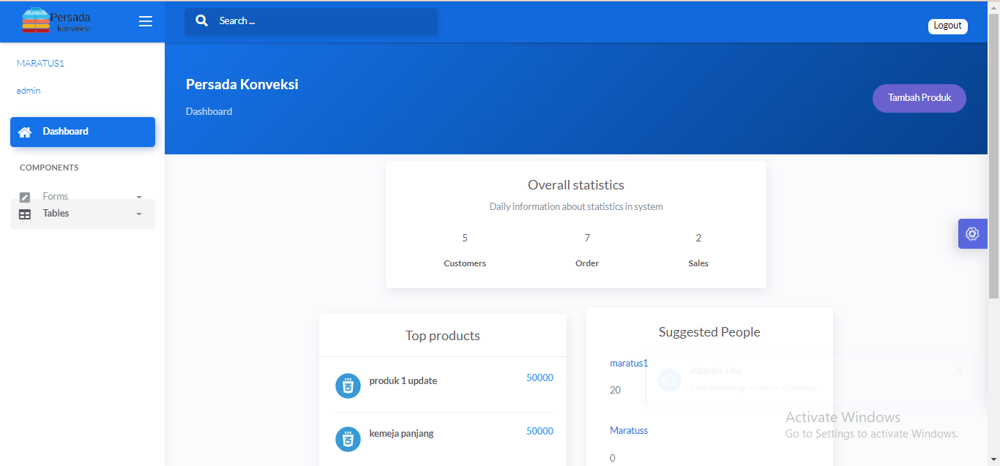 Persada
konveksi
Search ...
Logout
MARATUS1
admin
Dashboard
COMPONENTS
Forms
Tables
Persada Konveksi
Dashboard
Tambah Produk
Overall statistics
Daily information about statistics in system
5 7 2
Customers Order Sales
Top products
produk 1 update 50000
kemeja panjang 50000
Suggested People
maratus1
20
Maratuss
0
Atlantis Lite
Free Bootstrap 4 Admin Dashboard
Activate Windows
Go to Settings to activate Windows.